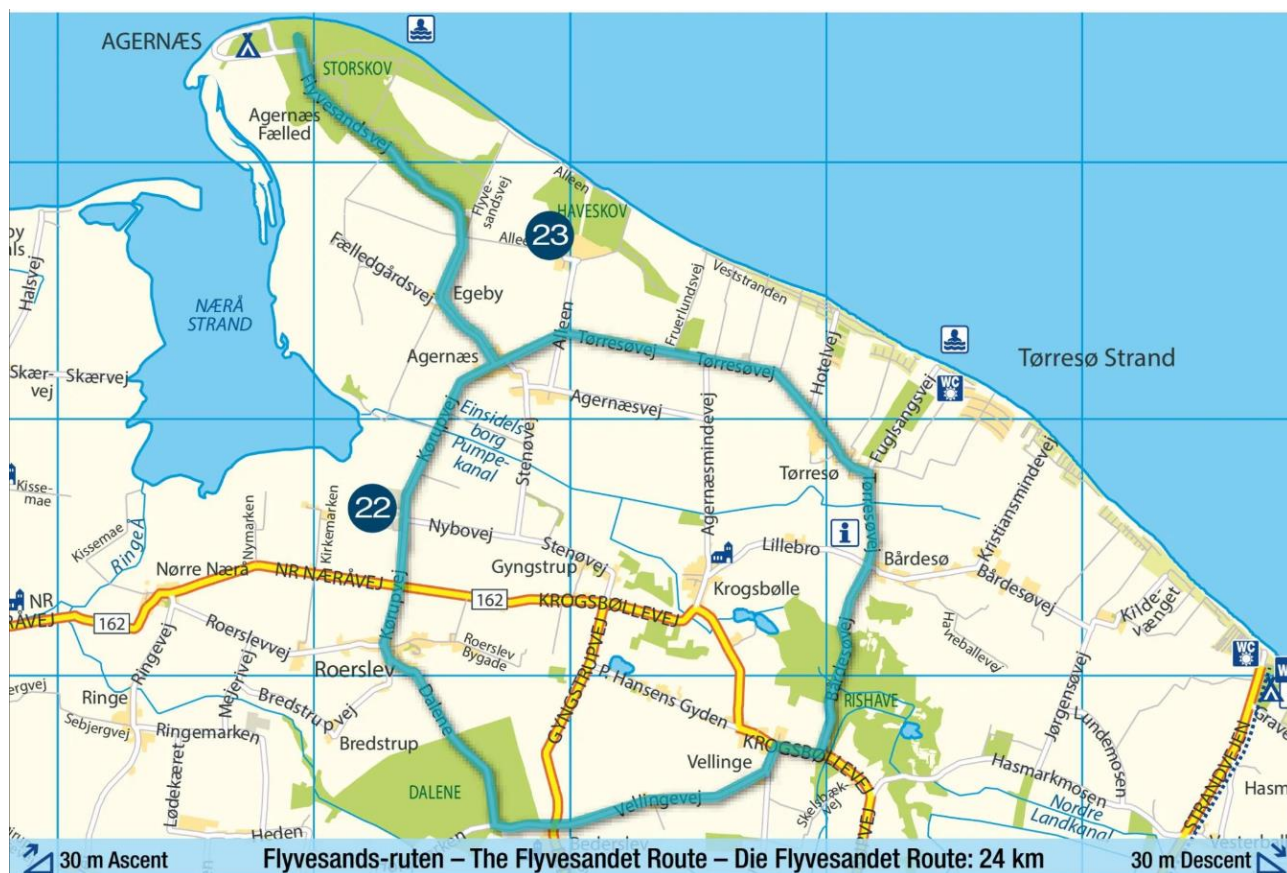 AGERNÆS
STORSKOV
Flyvesandsvej
Agernæs
Fælled
Flyve-
sandsvej
Alleen
HAVESKOV
23
Fælledgårdsvej
Egeby
Halsvej
NÆRÅ
STRAND
Alleen
Fruerlundsvej
Veststranden
Tørresøvej
Tørresøvej
Hotelvej
Tørresø Strand
WC
Agernæs
Skær-
vej
Skærvej
Agernæsvej
Fuglsangsvej
Korupvej
Einsidels-
borg
Pumpe-
kanal
Stenøvej
Agernæsmindevej
Tørresø
Tørresøvej
Kristiansmindevej
Kisse-
mae
22
Kissemae
Ringe Å
Nymarken
Kirkemarken
Nybovej
Stenøvej
Gyngstrup
Lillebro
i
Bårdesø
Bårdesøvej
Krogsbølle
Kilde-
vænget
Nørre Nærå
NR NÆRÅVEJ
162
KROGSBØLLEVEJ
NR
162
Korupvej
Roerslevvej
Roerslev
Roerslev
Bygade
GYNGSTRUPVEJ
Bårdesøvej
RISHAVE
WC
Ringevej
Ringe
Mejerivej
Bredstrupvej
Dalene
P. Hansens Gyden
Jørgensøvej
Lundemosen
Sebjergvej
Ringemarken
Bredstrup
KROGSBØLLEVEJ
Vellinge
Hasmarkmosen
STRANDVEJEN
Lødekæret
DALENE
Vellingevej
Skelsbæk-
vej
Nordre
Landkanal
Heden
30 m Ascent
Flyvesands-ruten – The Flyvesandet Route – Die Flyvesandet Route: 24 km
30 m Descent